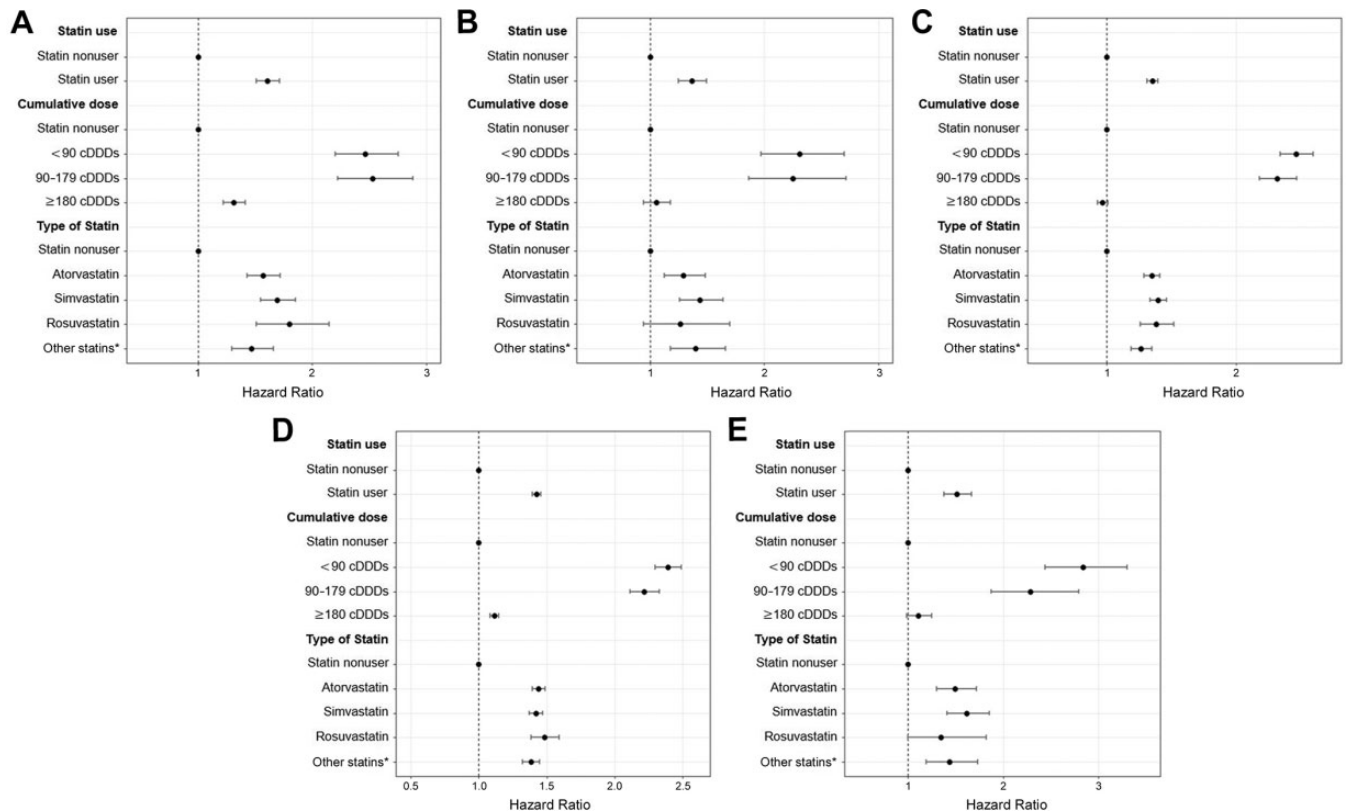 A
Statin use
Statin nonuser
Statin user
Cumulative dose
Statin nonuser
<90 cDDDs
90–179 cDDDs
≥180 cDDDs
Type of Statin
Statin nonuser
Atorvastatin
Simvastatin
Rosuvastatin
Other statins*
1 2 3
Hazard Ratio
B
Statin use
Statin nonuser
Statin user
Cumulative dose
Statin nonuser
<90 cDDDs
90–179 cDDDs
≥180 cDDDs
Type of Statin
Statin nonuser
Atorvastatin
Simvastatin
Rosuvastatin
Other statins*
1 2 3
Hazard Ratio
C
Statin use
Statin nonuser
Statin user
Cumulative dose
Statin nonuser
<90 cDDDs
90–179 cDDDs
≥180 cDDDs
Type of Statin
Statin nonuser
Atorvastatin
Simvastatin
Rosuvastatin
Other statins*
1 2
Hazard Ratio
D
Statin use
Statin nonuser
Statin user
Cumulative dose
Statin nonuser
<90 cDDDs
90–179 cDDDs
≥180 cDDDs
Type of Statin
Statin nonuser
Atorvastatin
Simvastatin
Rosuvastatin
Other statins*
0.5 1.0 1.5 2.0 2.5
Hazard Ratio
E
Statin use
Statin nonuser
Statin user
Cumulative dose
Statin nonuser
<90 cDDDs
90–179 cDDDs
≥180 cDDDs
Type of Statin
Statin nonuser
Atorvastatin
Simvastatin
Rosuvastatin
Other statins*
1 2 3
Hazard Ratio